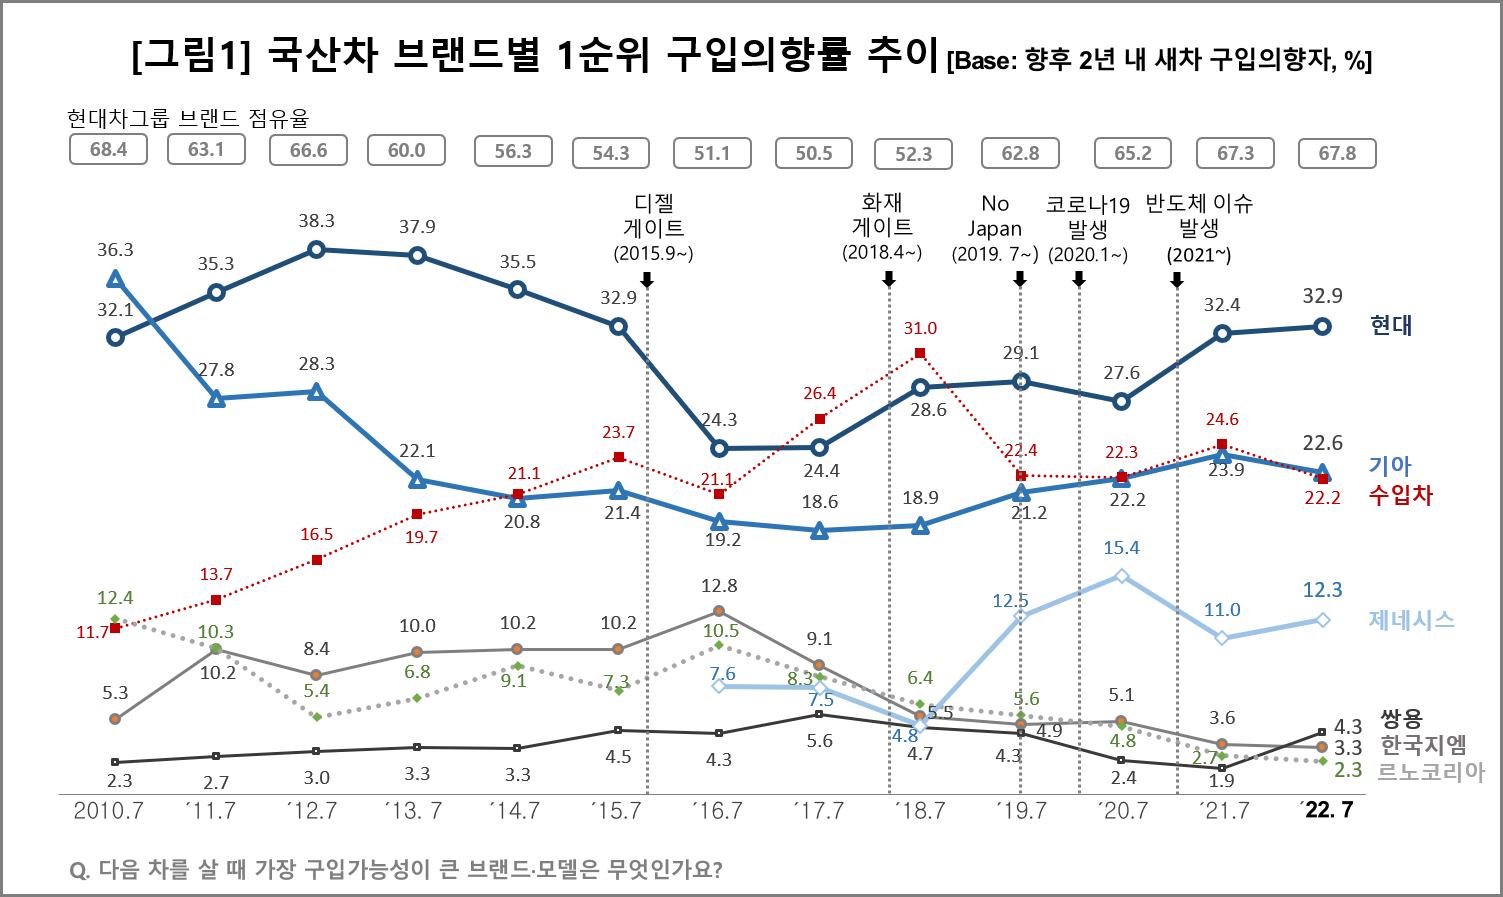 [그림1] 국산차 브랜드별 1순위 구입의향률 추이 [Base: 향후 2년 내 새차 구입의향자, %]
현대차그룹 브랜드 점유율
68.4 63.1 66.6 60.0 56.3 54.3 51.1 50.5 52.3 62.8 65.2 67.3 67.8
디젤
게이트
(2015.9~)
화재
게이트
(2018.4~)
No
Japan
(2019. 7~)
코로나19
발생
(2020.1~)
반도체 이슈
발생
(2021~)
32.1 35.3 38.3 37.9 35.5 32.9 24.3 24.4 28.6 29.1 27.6 32.4 32.9
현대
36.3 27.8 28.3 22.1 20.8 21.4 19.2 18.6 18.9 21.2 22.2 23.9 22.6
기아
11.7 13.7 16.5 19.7 21.1 23.7 21.1 26.4 31.0 22.4 22.3 24.6 22.2
수입차
7.6 7.5 4.8 12.5 15.4 11.0 12.3
제네시스
2.3 2.7 3.0 3.3 3.3 4.5 4.3 5.6 4.7 4.3 2.4 1.9 4.3
쌍용
5.3 10.2 8.4 10.0 10.2 10.2 12.8 9.1 5.5 4.9 5.1 3.6 3.3
한국지엠
12.4 10.3 5.4 6.8 9.1 7.3 10.5 8.3 6.4 5.6 4.8 2.7 2.3
르노코리아
2010.7 ´11.7 ´12.7 ´13. 7 ´14.7 ´15.7 ´16.7 ´17.7 ´18.7 ´19.7 ´20.7 ´21.7 ´22. 7
Q. 다음 차를 살 때 가장 구입가능성이 큰 브랜드·모델은 무엇인가요?